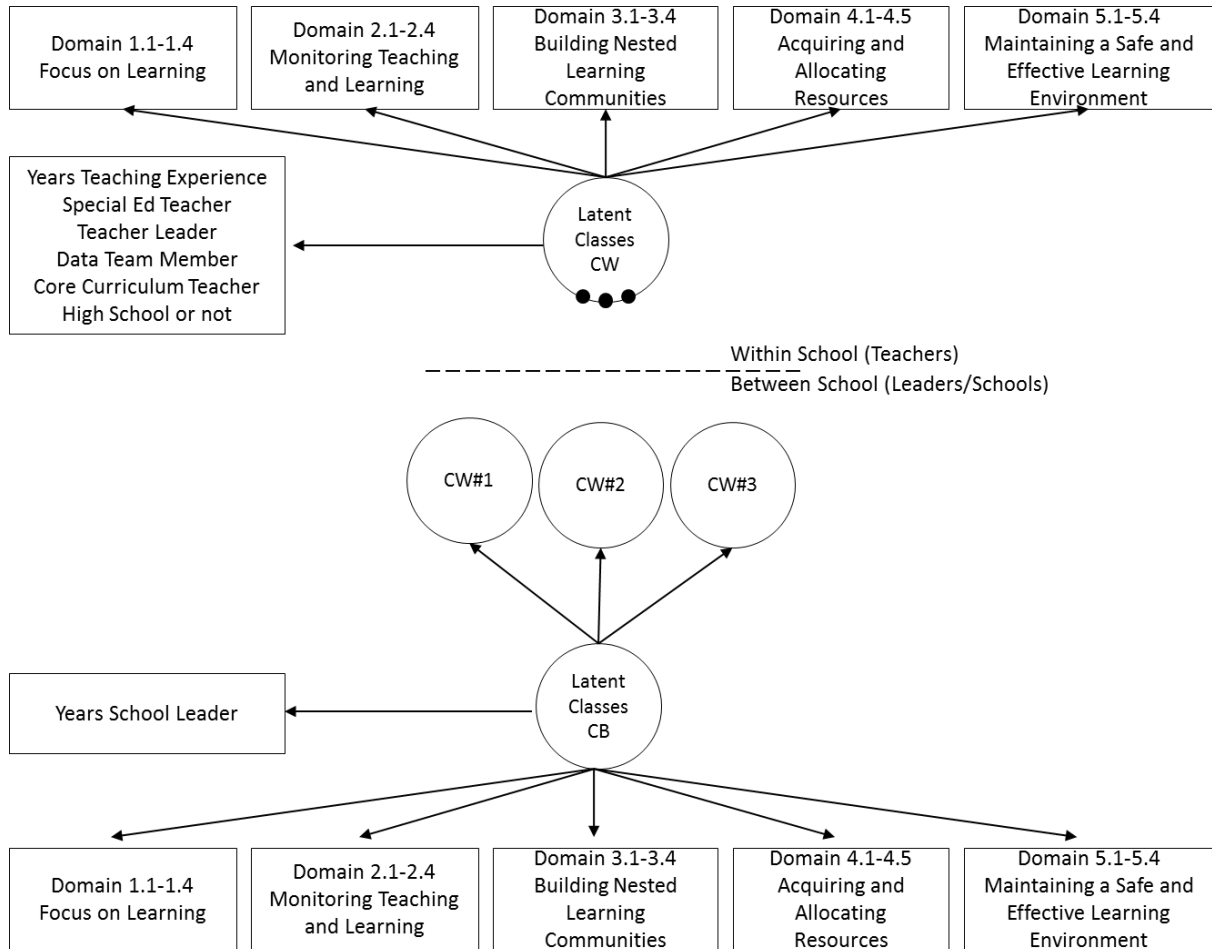 Domain 1.1-1.4
Focus on Learning
Domain 2.1-2.4
Monitoring Teaching
and Learning
Domain 3.1-3.4
Building Nested
Learning
Communities
Domain 4.1-4.5
Acquiring and
Allocating
Resources
Domain 5.1-5.4
Maintaining a Safe and
Effective Learning
Environment
Years Teaching Experience
Special Ed Teacher
Teacher Leader
Data Team Member
Core Curriculum Teacher
High School or not
Latent
Classes
CW
Within School (Teachers)
Between School (Leaders/Schools)
CW#1
CW#2
CW#3
Years School Leader
Latent
Classes
CB
Domain 1.1-1.4
Focus on Learning
Domain 2.1-2.4
Monitoring Teaching
and Learning
Domain 3.1-3.4
Building Nested
Learning
Communities
Domain 4.1-4.5
Acquiring and
Allocating
Resources
Domain 5.1-5.4
Maintaining a Safe and
Effective Learning
Environment